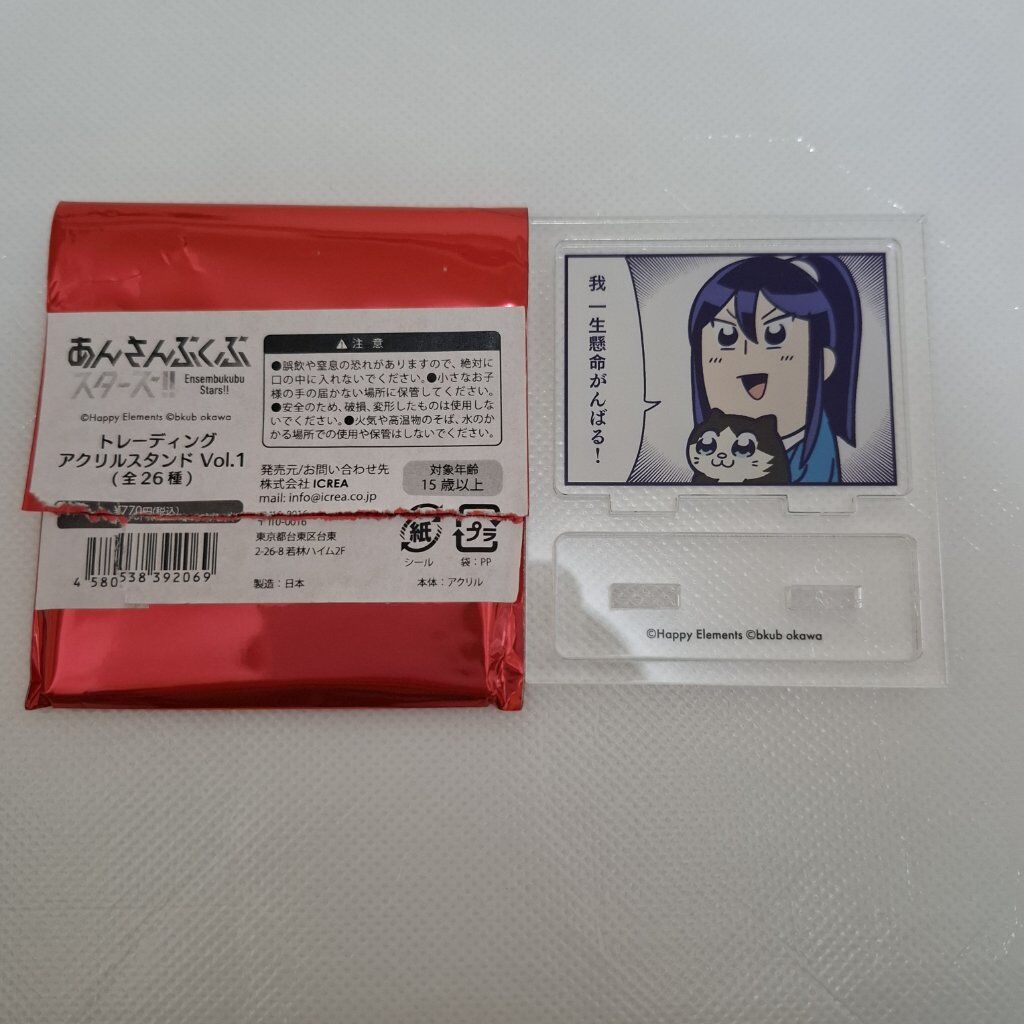 あんさんぶくぶ
スターズ!!
Ensembukubu
Stars!!
©Happy Elements ©bkub okawa
トレーディング
アクリルスタンド Vol.1
(全26種)
¥770円(税込)
4 580538 392069
⚠ 注 意
●誤飲や窒息の恐れがありますので、絶対に
口の中に入れないでください。●小さなお子
様の手の届かない場所に保管してください。
●安全のため、破損、変形したものは使用しな
いでください。●火気や高温物のそば、水のか
かる場所での使用や保管はしないでください。
発売元/お問い合わせ先
株式会社 ICREA
mail: info@icrea.co.jp
〒110-0016
東京都台東区台東
2-26-8 若林ハイム2F
製造:日本
対象年齢
15 歳以上
紙
シール
プラ
袋:PP
本体:アクリル
我一生懸命がんばる!
©Happy Elements ©bkub okawa